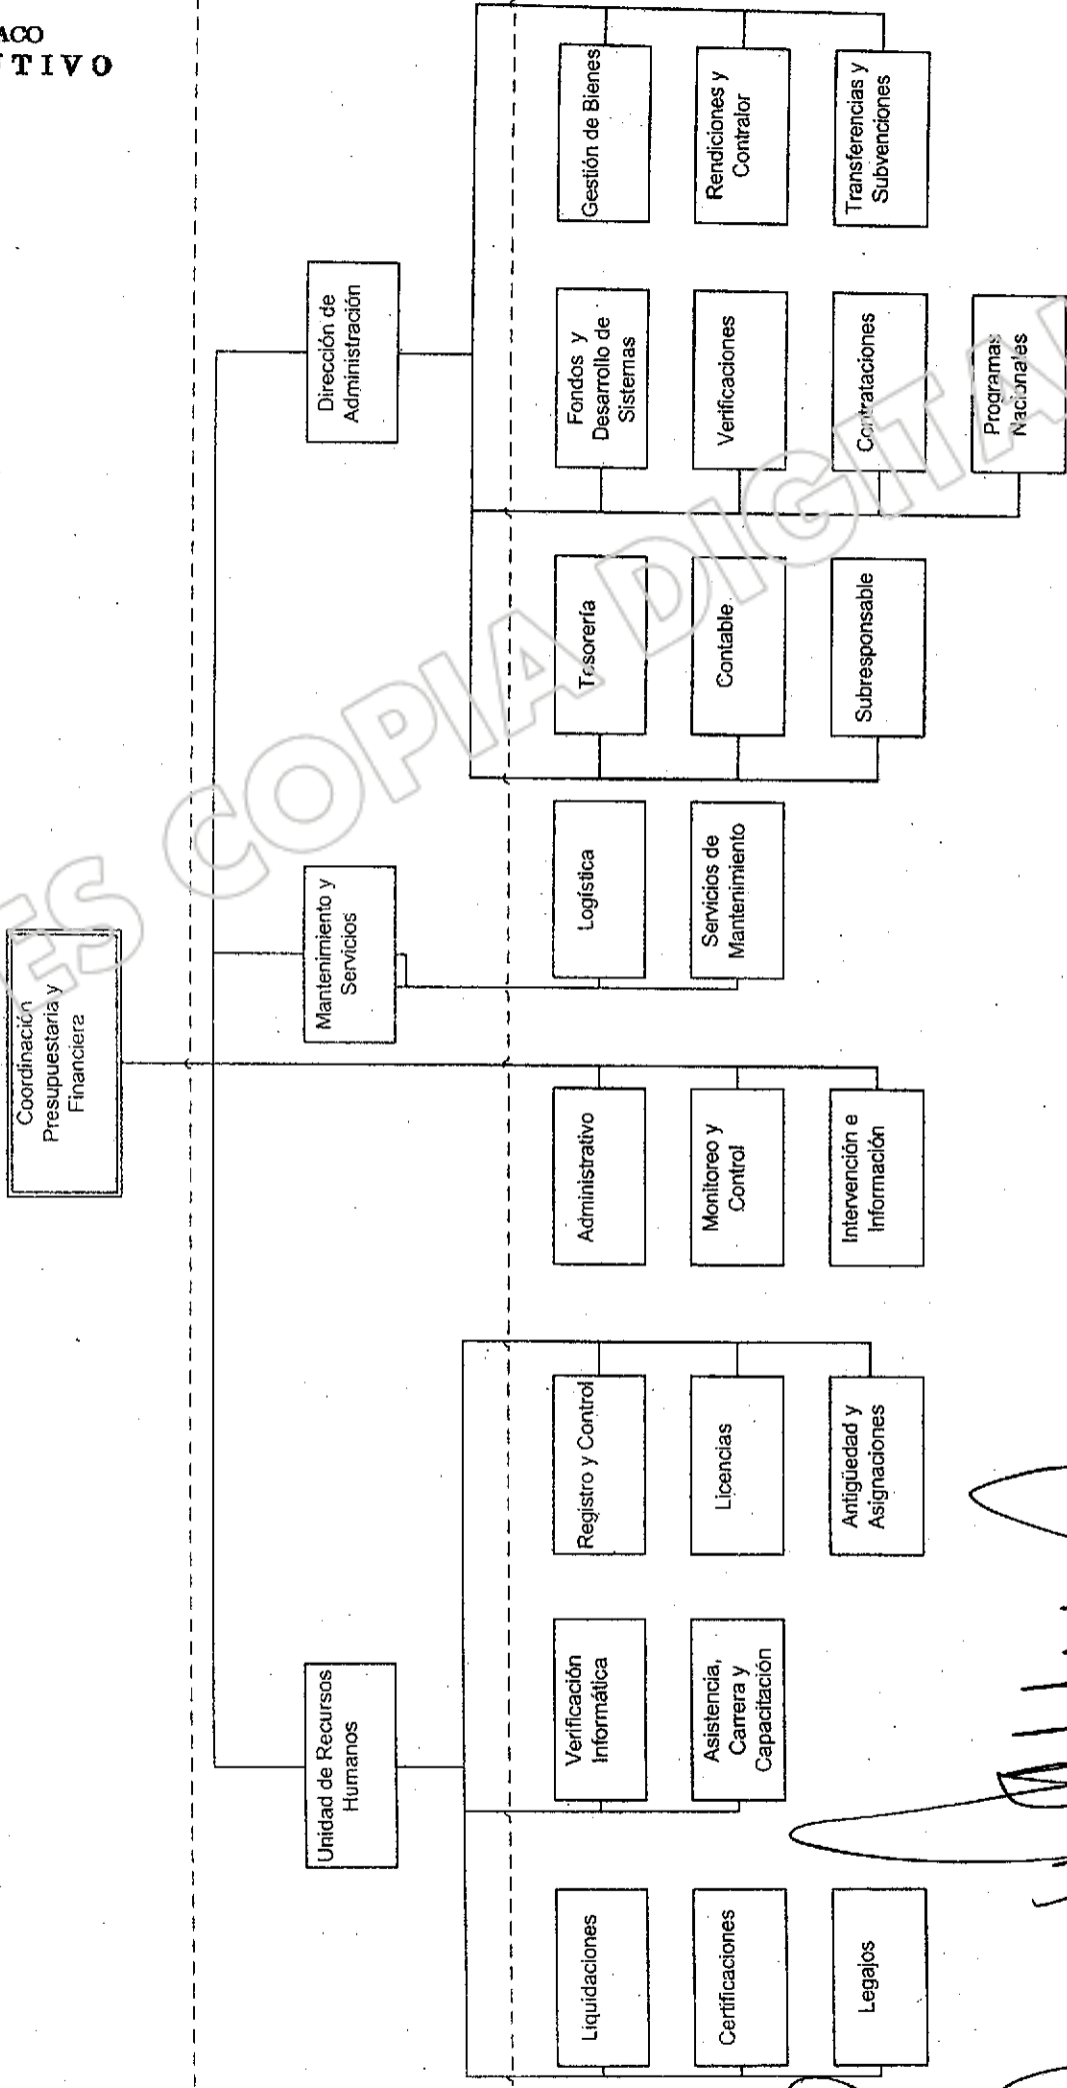 ACO
TIVO
Coordinación
Presupuestaria y
Financiera
Unidad de Recursos
Humanos
Mantenimiento y
Servicios
Dirección de
Administración
Liquidaciones
Certificaciones
Legajos
Verificación
Informática
Asistencia,
Carrera y
Capacitación
Registro y Control
Licencias
Antigüedad y
Asignaciones
Administrativo
Monitoreo y
Control
Intervención e
Información
Logística
Servicios de
Mantenimiento
Tesorería
Contable
Subresponsable
Fondos y
Desarrollo de
Sistemas
Verificaciones
Contrataciones
Programas
Nacionales
Gestión de Bienes
Rendiciones y
Contralor
Transferencias y
Subvenciones
ES COPIA DIGITA